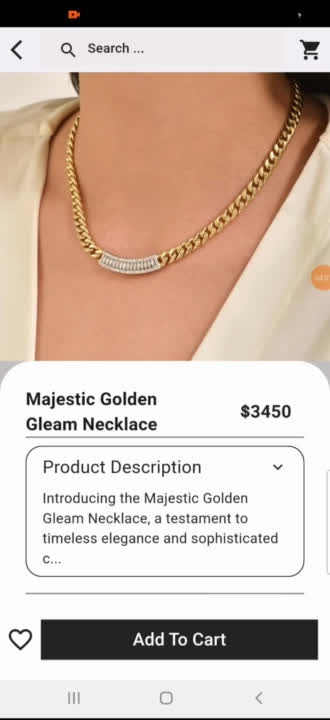 Search ...
Majestic Golden
Gleam Necklace
$3450
Product Description
Introducing the Majestic Golden
Gleam Necklace, a testament to
timeless elegance and sophisticated
c...
Add To Cart